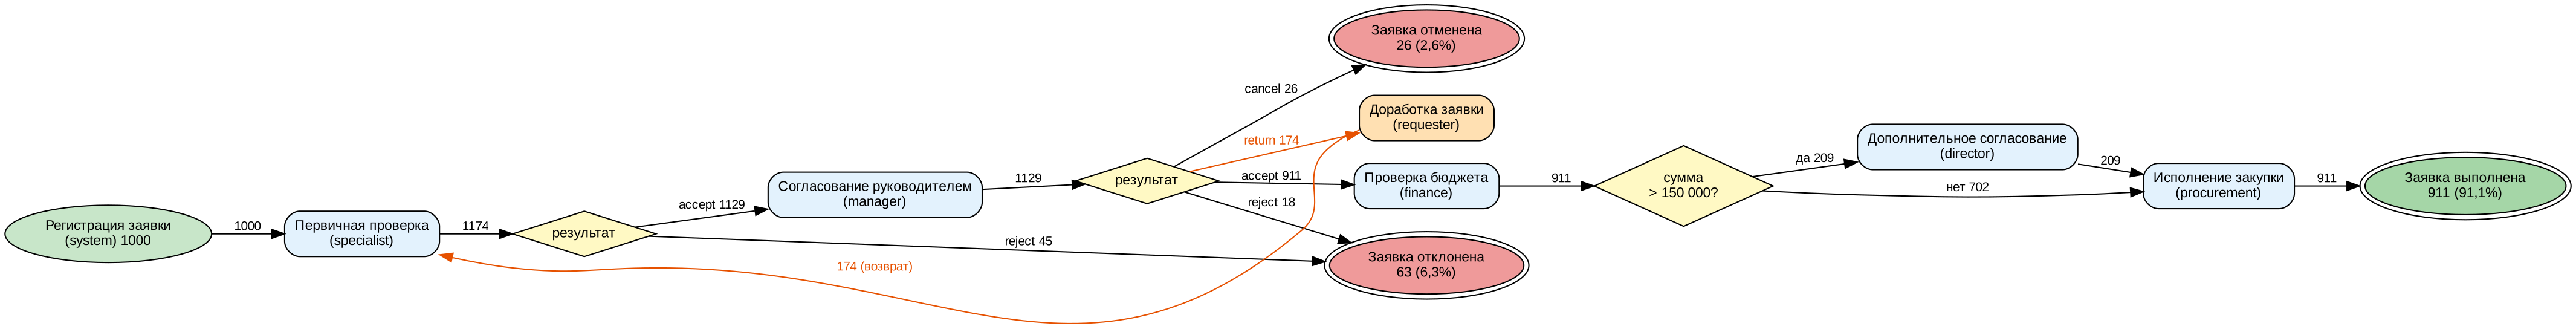 Регистрация заявки
(system) 1000
1000
Первичная проверка
(specialist)
1174
результат
accept 1129
reject 45
174 (возврат)
Согласование руководителем
(manager)
1129
результат
cancel 26
return 174
accept 911
reject 18
Заявка отменена
26 (2,6%)
Доработка заявки
(requester)
Проверка бюджета
(finance)
Заявка отклонена
63 (6,3%)
911
сумма
> 150 000?
да 209
нет 702
Дополнительное согласование
(director)
209
Исполнение закупки
(procurement)
911
Заявка выполнена
911 (91,1%)